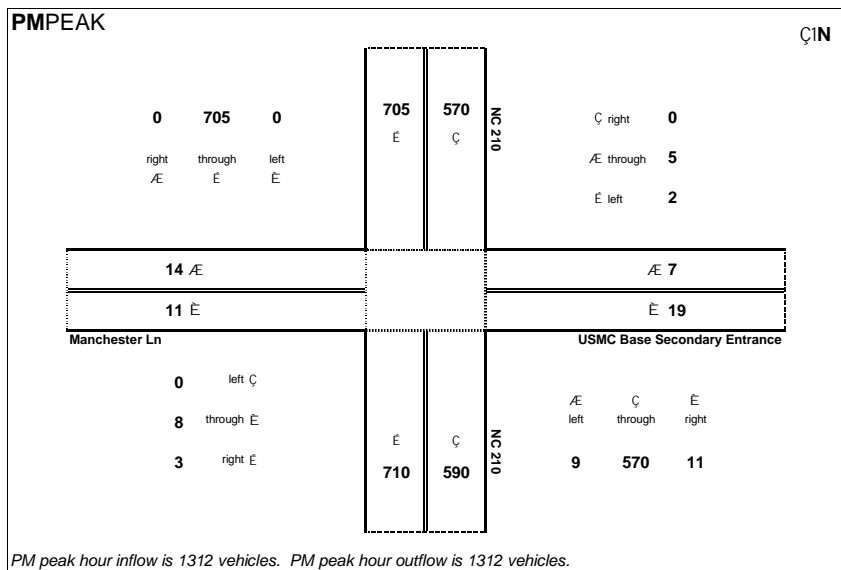 PMPEAK
Ç1N
0 705 0
right through left
Æ É È
705 570
É Ç
NC 210
Ç right 0
Æ through 5
É left 2
14 Æ
11 È
Æ 7
È 19
Manchester Ln
USMC Base Secondary Entrance
0 left Ç
8 through È
3 right É
É Ç
710 590
NC 210
Æ Ç È
left through right
9 570 11
PM peak hour inflow is 1312 vehicles. PM peak hour outflow is 1312 vehicles.